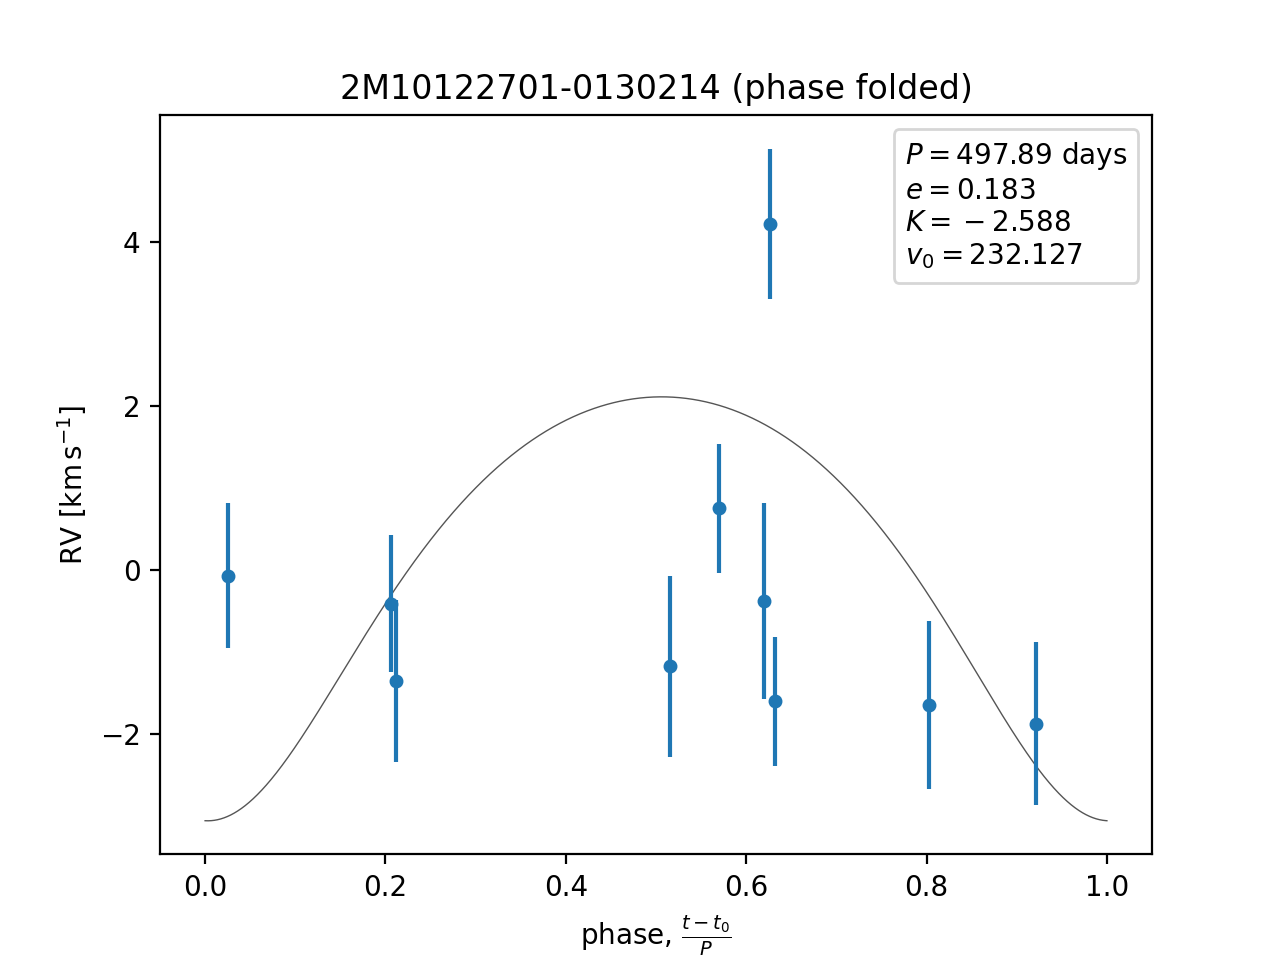 2M10122701-0130214 (phase folded)
P = 497.89 days
e = 0.183
K = −2.588
v₀ = 232.127
RV [km s⁻¹]
4
2
0
−2
0.0 0.2 0.4 0.6 0.8 1.0
phase, (t − t₀)/P